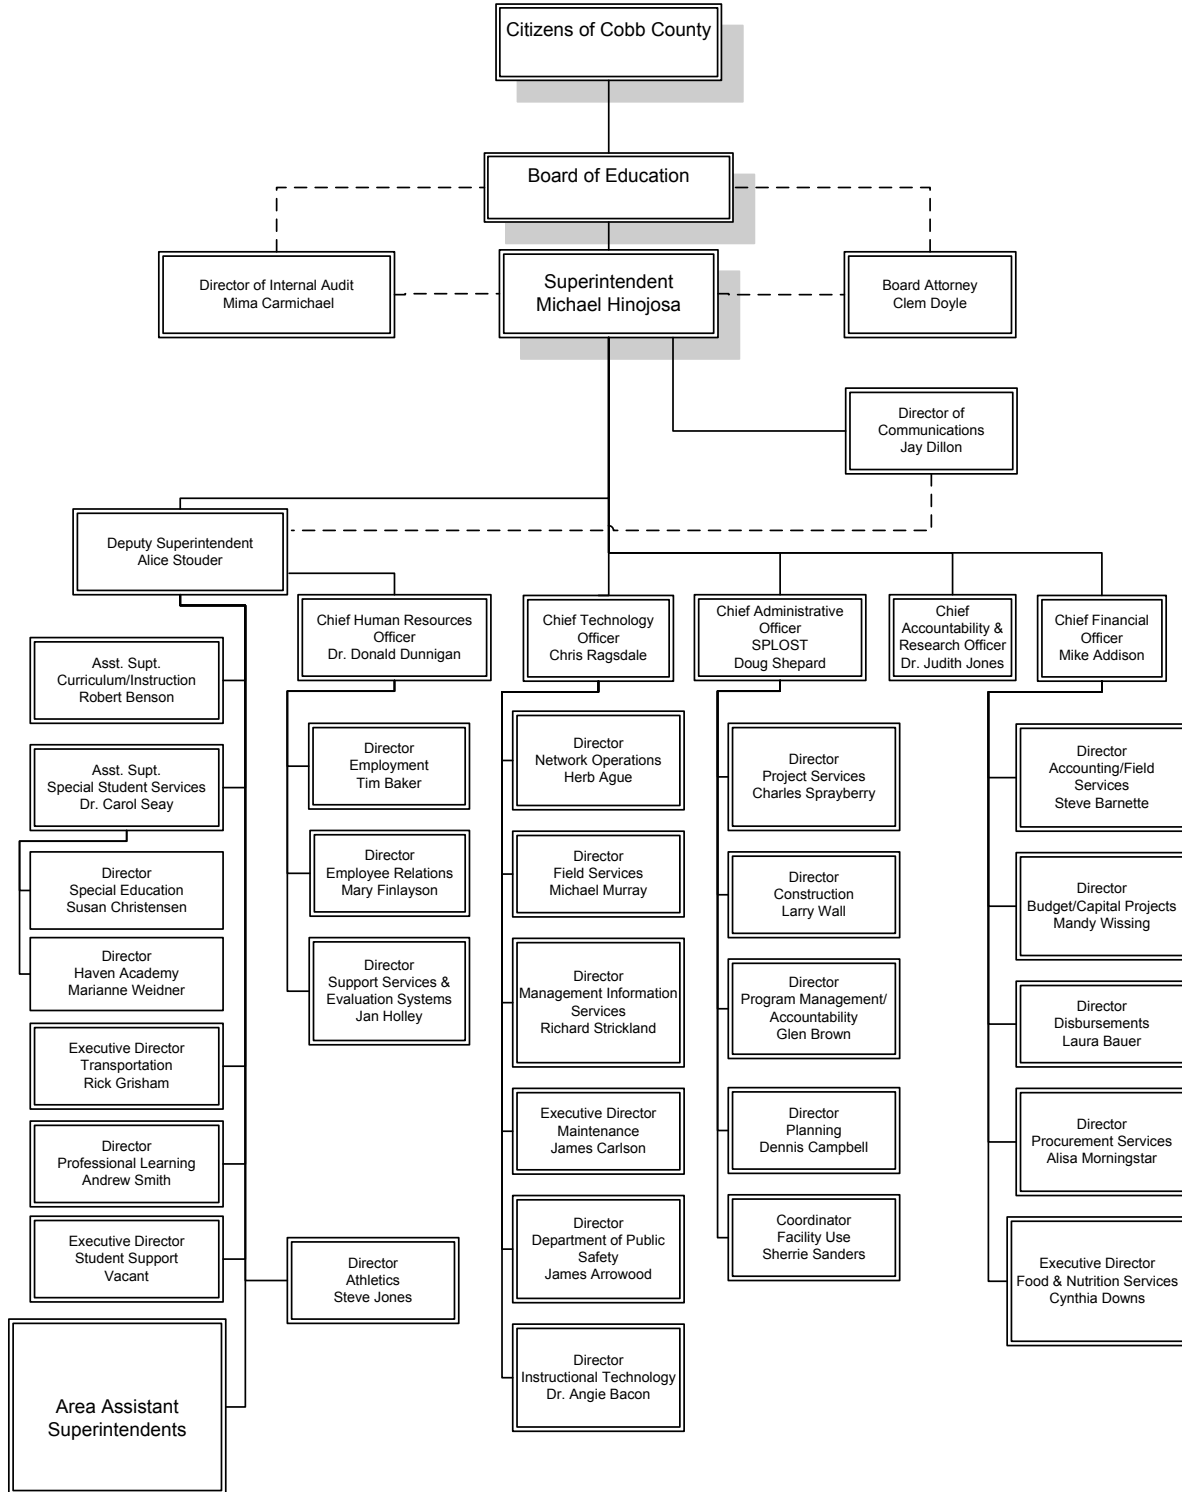 Citizens of Cobb County
Board of Education
Director of Internal Audit
Mima Carmichael
Superintendent
Michael Hinojosa
Board Attorney
Clem Doyle
Director of
Communications
Jay Dillon
Deputy Superintendent
Alice Stouder
Chief Human Resources
Officer
Dr. Donald Dunnigan
Chief Technology
Officer
Chris Ragsdale
Chief Administrative
Officer
SPLOST
Doug Shepard
Chief
Accountability &
Research Officer
Dr. Judith Jones
Chief Financial
Officer
Mike Addison
Asst. Supt.
Curriculum/Instruction
Robert Benson
Asst. Supt.
Special Student Services
Dr. Carol Seay
Director
Special Education
Susan Christensen
Director
Haven Academy
Marianne Weidner
Executive Director
Transportation
Rick Grisham
Director
Professional Learning
Andrew Smith
Executive Director
Student Support
Vacant
Area Assistant
Superintendents
Director
Employment
Tim Baker
Director
Employee Relations
Mary Finlayson
Director
Support Services &
Evaluation Systems
Jan Holley
Director
Athletics
Steve Jones
Director
Network Operations
Herb Ague
Director
Field Services
Michael Murray
Director
Management Information
Services
Richard Strickland
Executive Director
Maintenance
James Carlson
Director
Department of Public
Safety
James Arrowood
Director
Instructional Technology
Dr. Angie Bacon
Director
Project Services
Charles Sprayberry
Director
Construction
Larry Wall
Director
Program Management/
Accountability
Glen Brown
Director
Planning
Dennis Campbell
Coordinator
Facility Use
Sherrie Sanders
Director
Accounting/Field
Services
Steve Barnette
Director
Budget/Capital Projects
Mandy Wissing
Director
Disbursements
Laura Bauer
Director
Procurement Services
Alisa Morningstar
Executive Director
Food & Nutrition Services
Cynthia Downs